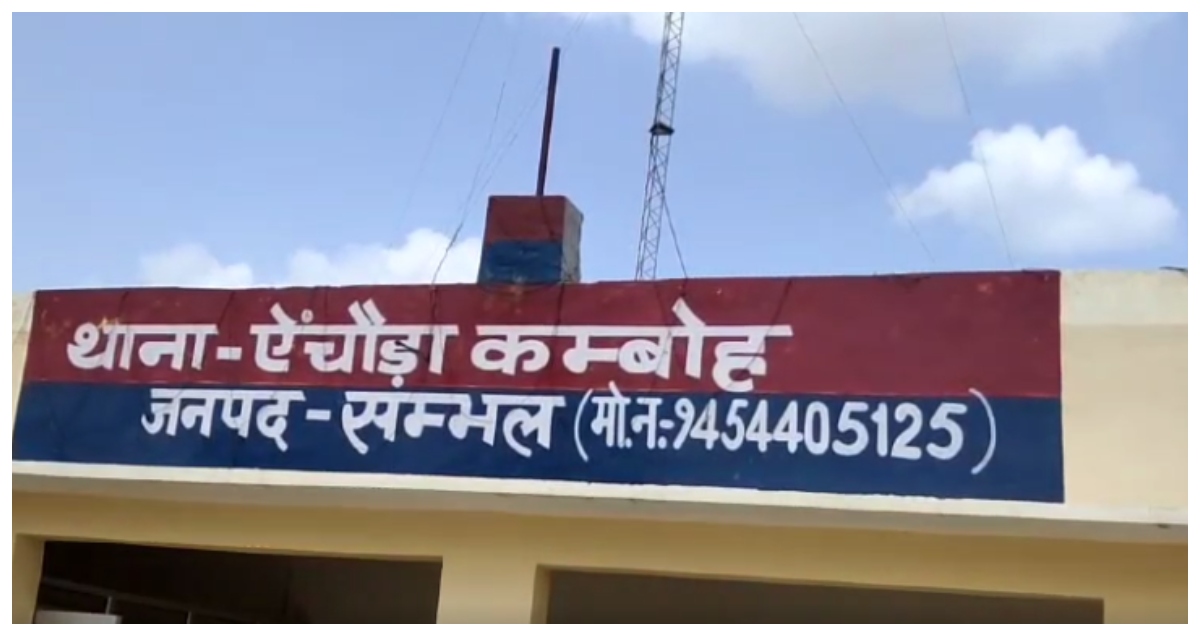 थाना-ऐंचौड़ा कम्बोह
जनपद-सम्भल (मो.न:-9454405125)